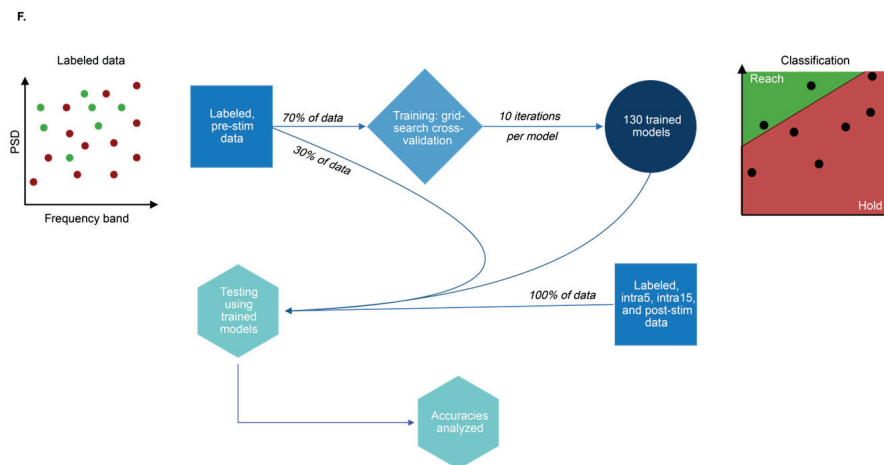 F.
Labeled data
PSD
Frequency band
Labeled,
pre-stim
data
70% of data
30% of data
Training: grid-
search cross-
validation
10 iterations
per model
130 trained
models
Classification
Reach
Hold
Testing
using
trained
models
100% of data
Labeled,
intra5, intra15,
and post-stim
data
Accuracies
analyzed